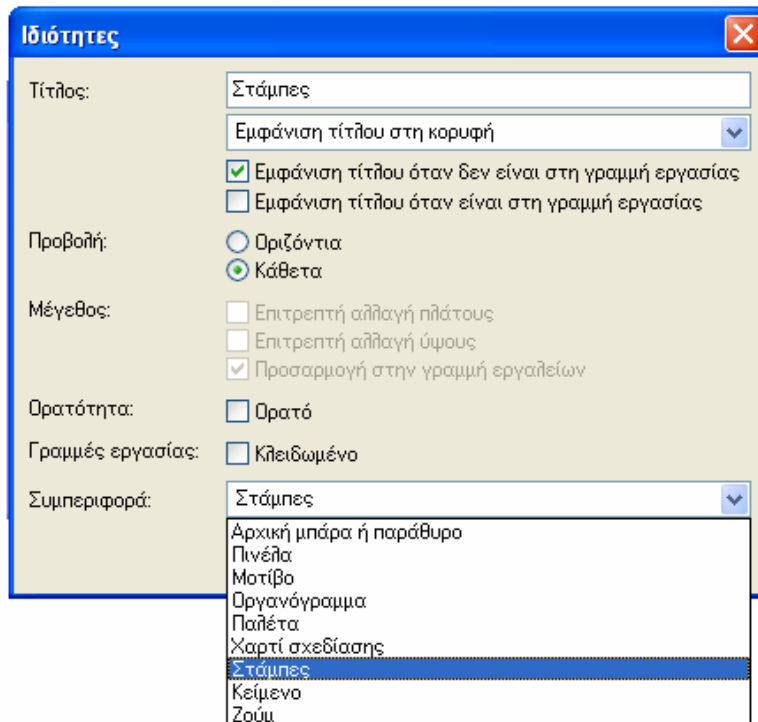 Ιδιότητες
Τίτλος: Στάμπες
Εμφάνιση τίτλου στη κορυφή
Εμφάνιση τίτλου όταν δεν είναι στη γραμμή εργασίας
Εμφάνιση τίτλου όταν είναι στη γραμμή εργασίας
Προβολή: Οριζόντια
Κάθετα
Μέγεθος: Επιτρεπτή αλλαγή πλάτους
Επιτρεπτή αλλαγή ύψους
Προσαρμογή στην γραμμή εργαλείων
Ορατότητα: Ορατό
Γραμμές εργασίας: Κλειδωμένο
Συμπεριφορά: Στάμπες
Αρχική μπάρα ή παράθυρο
Πινέλα
Μοτίβο
Οργανόγραμμα
Παλέτα
Χαρτί σχεδίασης
Στάμπες
Κείμενο
Ζούμ